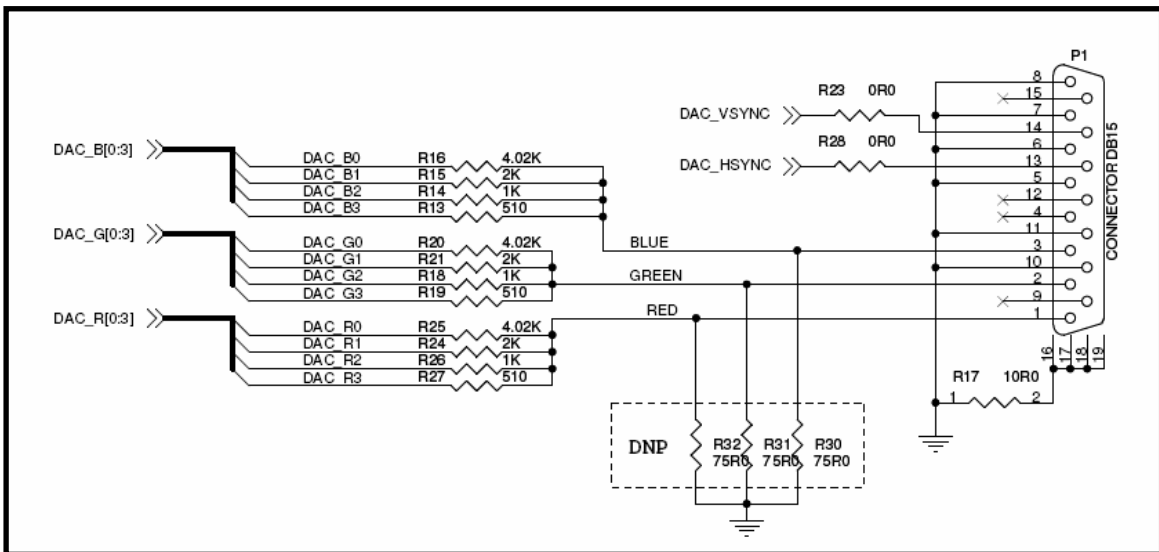 P1
8
R23 0R0
15
DAC_VSYNC
7
14
R28 0R0
6
DAC_B[0:3]
DAC_B0 R16 4.02K
DAC_HSYNC
13
DAC_B1 R15 2K
5
DAC_B2 R14 1K
12
DAC_B3 R13 510
4
CONNECTOR DB15
DAC_G[0:3]
11
DAC_G0 R20 4.02K
BLUE
3
DAC_G1 R21 2K
10
DAC_G2 R18 1K
GREEN
2
DAC_G3 R19 510
9
DAC_R[0:3]
RED
1
DAC_R0 R25 4.02K
DAC_R1 R24 2K
16 17 18 19
DAC_R2 R26 1K
DAC_R3 R27 510
R17 10R0
1 2
DNP
R32 R31 R30
75R0 75R0 75R0